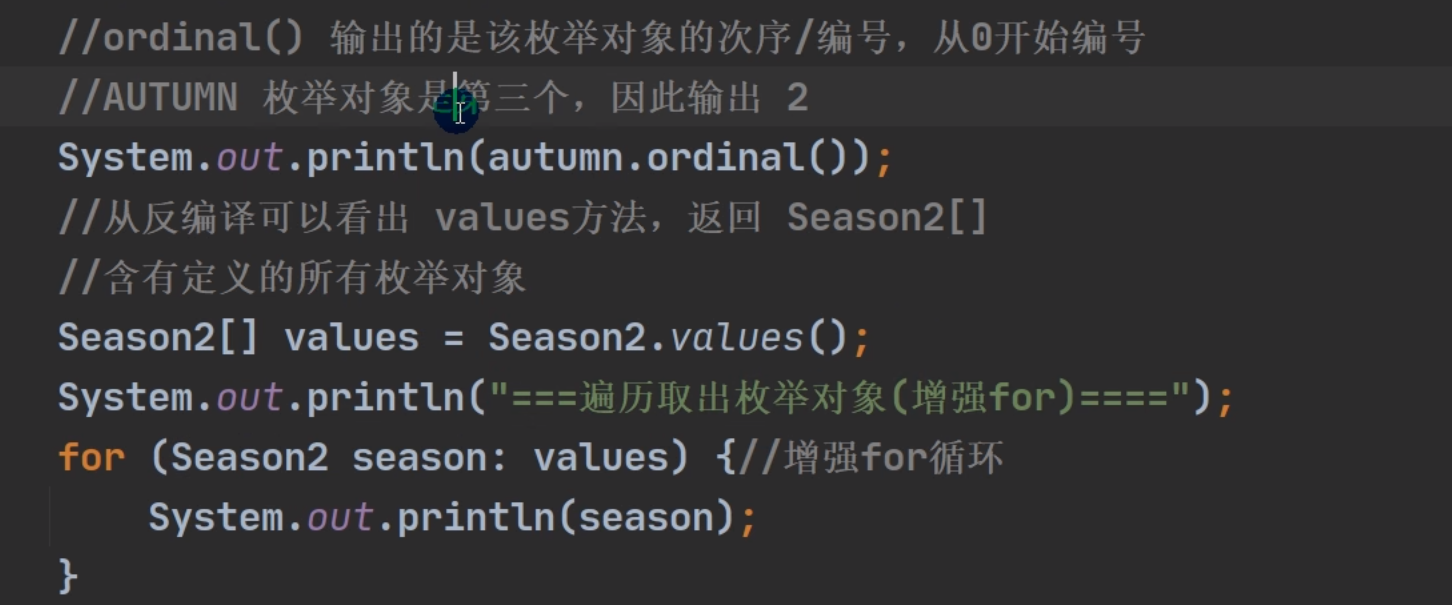 //ordinal() 输出的是该枚举对象的次序/编号，从0开始编号
//AUTUMN 枚举对象是第三个，因此输出 2
System.out.println(autumn.ordinal());
//从反编译可以看出 values方法，返回 Season2[]
//含有定义的所有枚举对象
Season2[] values = Season2.values();
System.out.println("===遍历取出枚举对象(增强for)====");
for (Season2 season: values) {//增强for循环
    System.out.println(season);
}